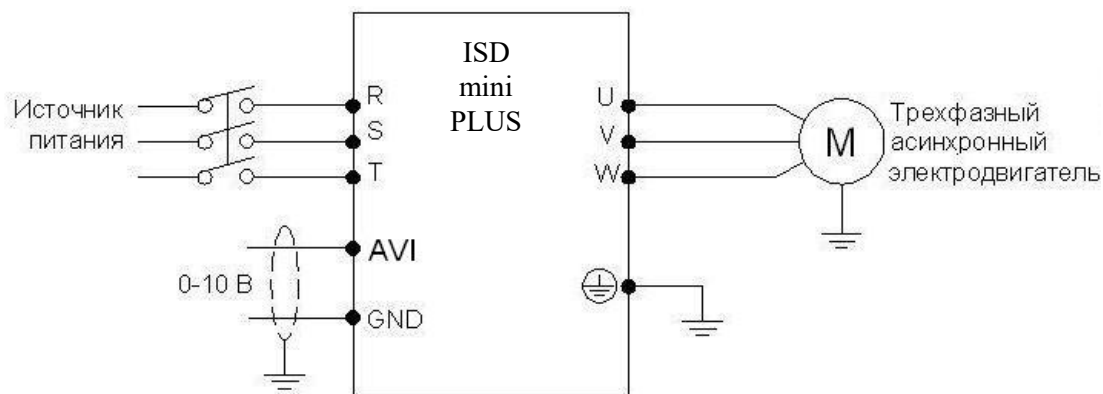 ISD
mini
PLUS
Источник
питания
R
S
T
U
V
W
M
Трехфазный
асинхронный
электродвигатель
AVI
0-10 В
GND